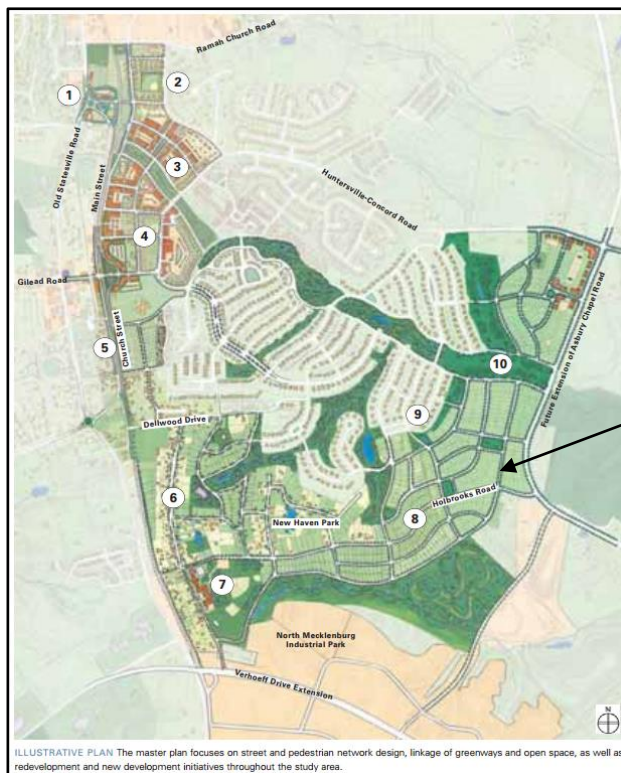 Ramah Church Road
1
2
Old Statesville Road
Main Street
3
Huntersville-Concord Road
4
Gilead Road
Church Street
5
Future Extension of Asbury Chapel Road
10
9
Dellwood Drive
6
Holbrooks Road
8
New Haven Park
7
North Mecklenburg
Industrial Park
Verhoeff Drive Extension
N
ILLUSTRATIVE PLAN The master plan focuses on street and pedestrian network design, linkage of greenways and open space, as well as
redevelopment and new development initiatives throughout the study area.